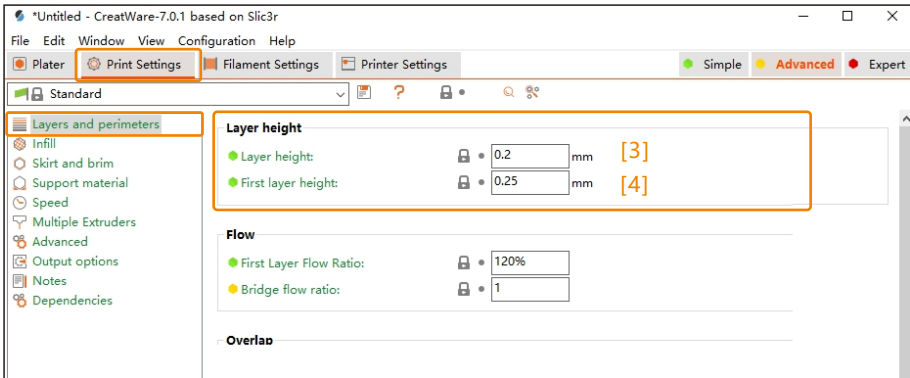 *Untitled - CreatWare-7.0.1 based on Slic3r
File Edit Window View Configuration Help
Plater Print Settings Filament Settings Printer Settings Simple Advanced Expert
Standard ?
Layers and perimeters
Infill
Skirt and brim
Support material
Speed
Multiple Extruders
Advanced
Output options
Notes
Dependencies
Layer height
Layer height: 0.2 mm [3]
First layer height: 0.25 mm [4]
Flow
First Layer Flow Ratio: 120%
Bridge flow ratio: 1
Overlap